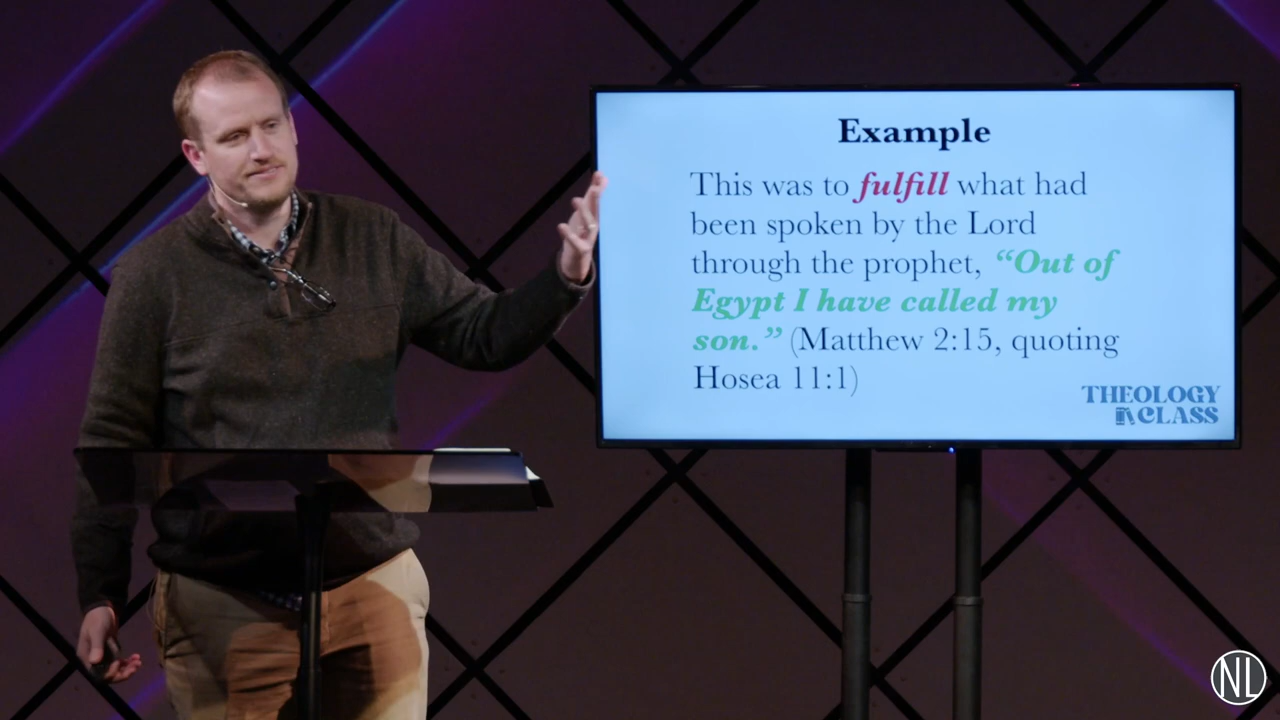 Example
This was to fulfill what had
been spoken by the Lord
through the prophet, “Out of
Egypt I have called my
son.” (Matthew 2:15, quoting
Hosea 11:1)
THEOLOGY
CLASS
NL